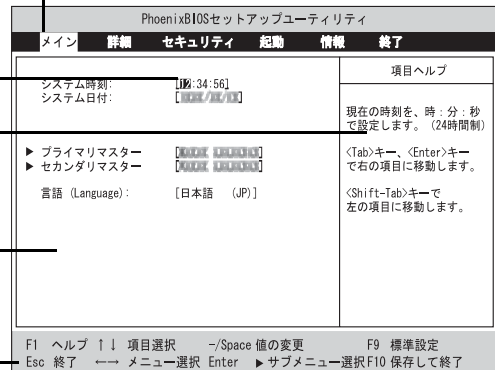 PhoenixBIOSセットアップユーティリティ
メイン 詳細 セキュリティ 起動 情報 終了
項目ヘルプ
システム時刻: [12:34:56]
システム日付: [ / / ]
現在の時刻を、時:分:秒
で設定します。(24時間制)
▶ プライマリマスター [ ]
▶ セカンダリマスター [ ]
<Tab>キー、<Enter>キー
で右の項目に移動します。
言語 (Language): [日本語 (JP)]
<Shift-Tab>キーで
左の項目に移動します。
F1 ヘルプ ↑↓ 項目選択 -/Space 値の変更 F9 標準設定
Esc 終了 ←→ メニュー選択 Enter ▶サブメニュー選択 F10 保存して終了